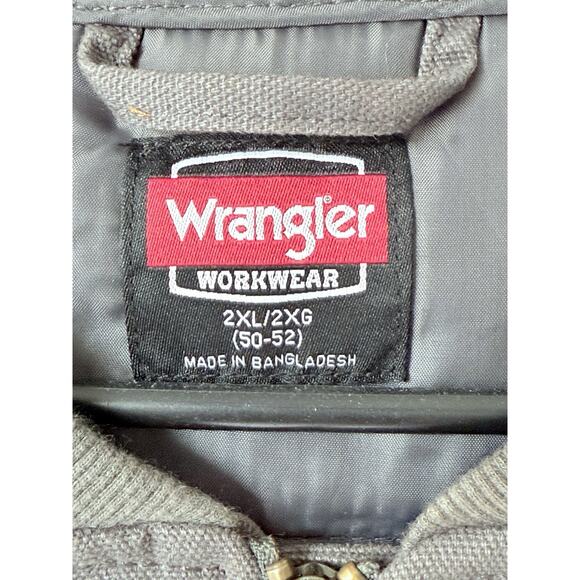 Wrangler®
WORKWEAR
2XL/2XG
(50-52)
MADE IN BANGLADESH